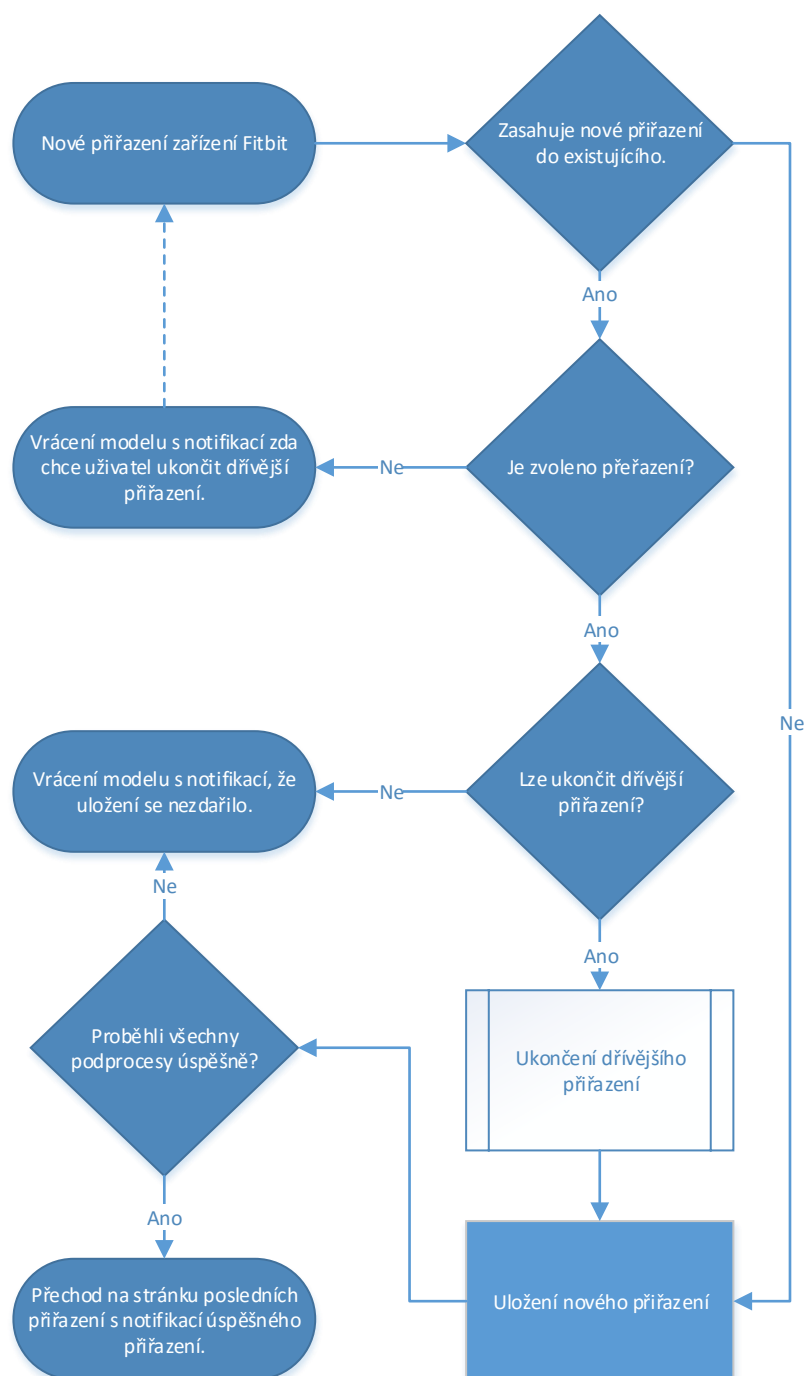 Nové přiřazení zařízení Fitbit
Zasahuje nové přiřazení
do existujícího.
Ano
Vrácení modelu s notifikací zda
chce uživatel ukončit dřívější
přiřazení.
Ne
Je zvoleno přeřazení?
Ano
Ne
Vrácení modelu s notifikací, že
uložení se nezdařilo.
Ne
Lze ukončit dřívější
přiřazení?
Ne
Ano
Proběhli všechny
podprocesy úspěšně?
Ukončení dřívějšího
přiřazení
Ano
Přechod na stránku posledních
přiřazení s notifikací úspěšného
přiřazení.
Uložení nového přiřazení